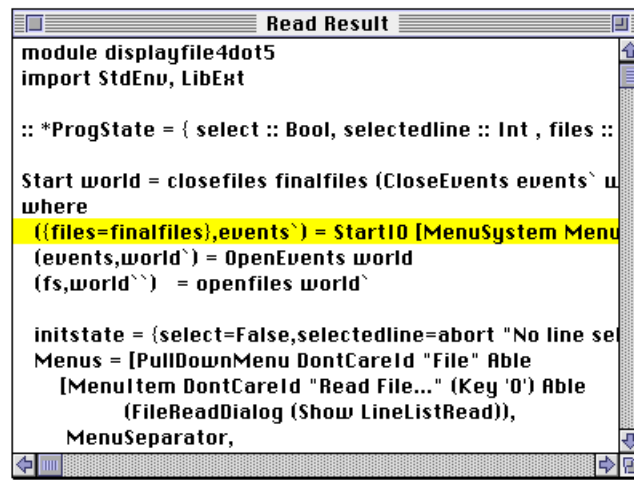 Read Result
module displayfile4dot5
import StdEnv, LibExt
:: *ProgState = { select :: Bool, selectedline :: Int , files ::
Start world = closefiles finalfiles (CloseEvents events` w
where
({files=finalfiles},events`) = StartIO [MenuSystem Menu
(events,world`) = OpenEvents world
(fs,world``) = openfiles world`
initstate = {select=False,selectedline=abort "No line sel
Menus = [PullDownMenu DontCareId "File" Able
[MenuItem DontCareId "Read File..." (Key 'O') Able
(FileReadDialog (Show LineListRead)),
MenuSeparator,